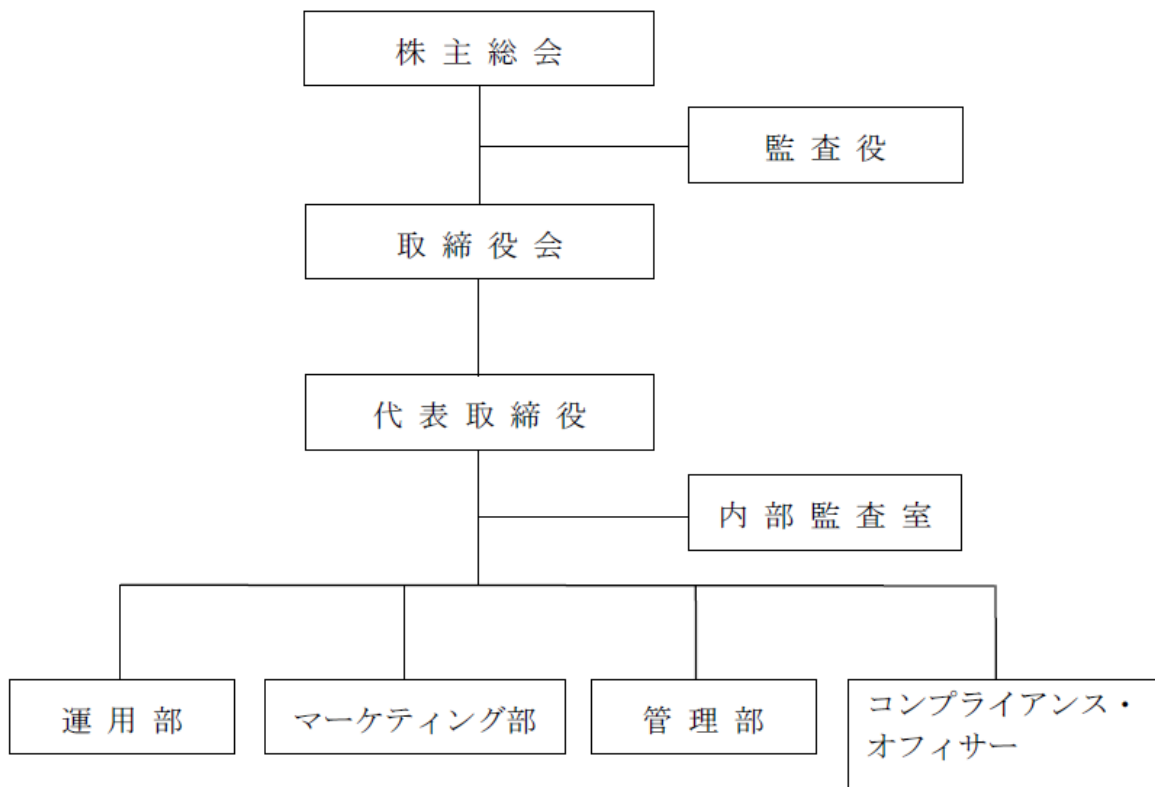 株主総会
監査役
取締役会
代表取締役
内部監査室
運用部
マーケティング部
管理部
コンプライアンス・
オフィサー